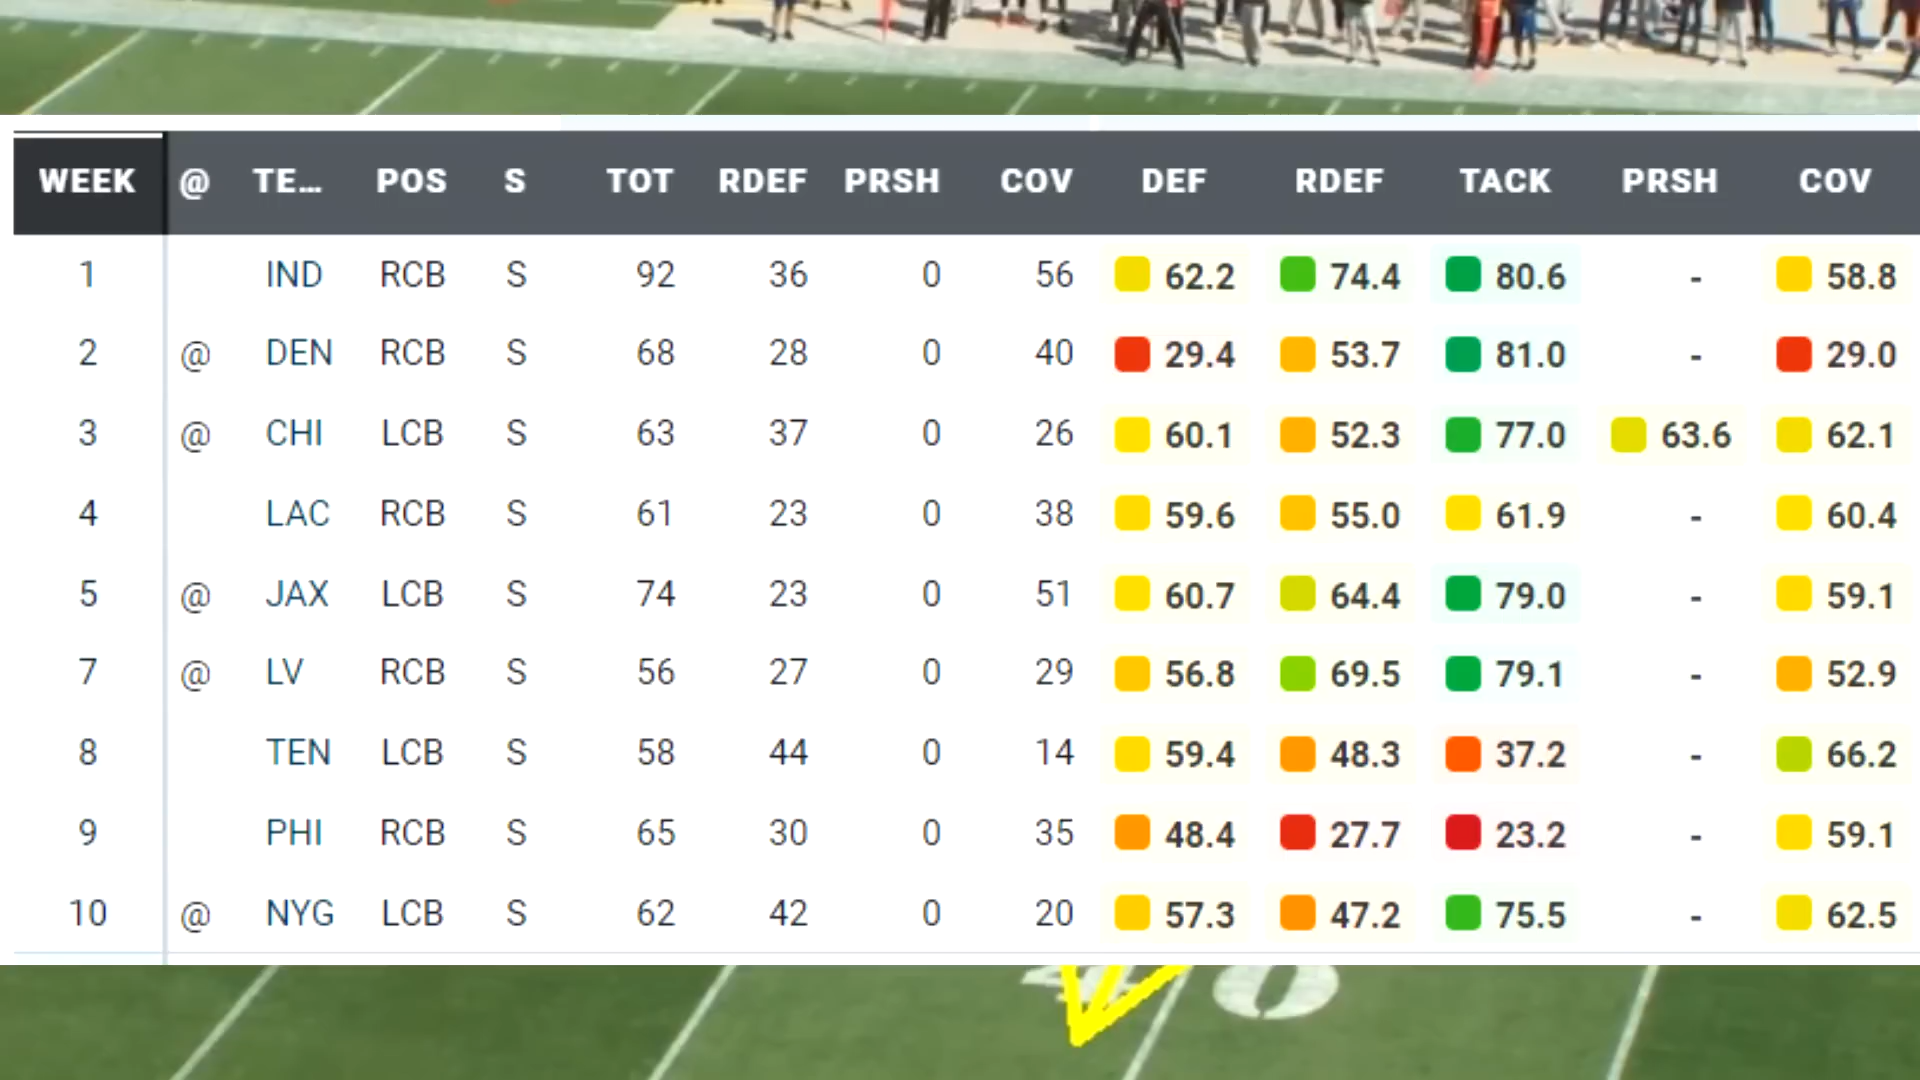 WEEK @ TE... POS S TOT RDEF PRSH COV DEF RDEF TACK PRSH COV
1 IND RCB S 92 36 0 56 62.2 74.4 80.6 - 58.8
2 @ DEN RCB S 68 28 0 40 29.4 53.7 81.0 - 29.0
3 @ CHI LCB S 63 37 0 26 60.1 52.3 77.0 63.6 62.1
4 LAC RCB S 61 23 0 38 59.6 55.0 61.9 - 60.4
5 @ JAX LCB S 74 23 0 51 60.7 64.4 79.0 - 59.1
7 @ LV RCB S 56 27 0 29 56.8 69.5 79.1 - 52.9
8 TEN LCB S 58 44 0 14 59.4 48.3 37.2 - 66.2
9 PHI RCB S 65 30 0 35 48.4 27.7 23.2 - 59.1
10 @ NYG LCB S 62 42 0 20 57.3 47.2 75.5 - 62.5